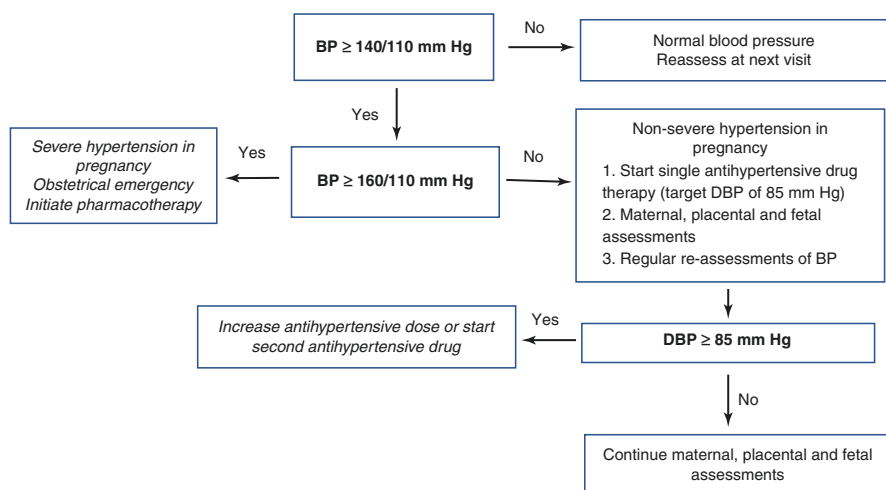 BP ≥ 140/110 mm Hg
No
Normal blood pressure
Reassess at next visit
Yes
Severe hypertension in
pregnancy
Obstetrical emergency
Initiate pharmacotherapy
Yes
BP ≥ 160/110 mm Hg
No
Non-severe hypertension in
pregnancy
1. Start single antihypertensive drug
therapy (target DBP of 85 mm Hg)
2. Maternal, placental and fetal
assessments
3. Regular re-assessments of BP
Increase antihypertensive dose or start
second antihypertensive drug
Yes
DBP ≥ 85 mm Hg
No
Continue maternal, placental and fetal
assessments